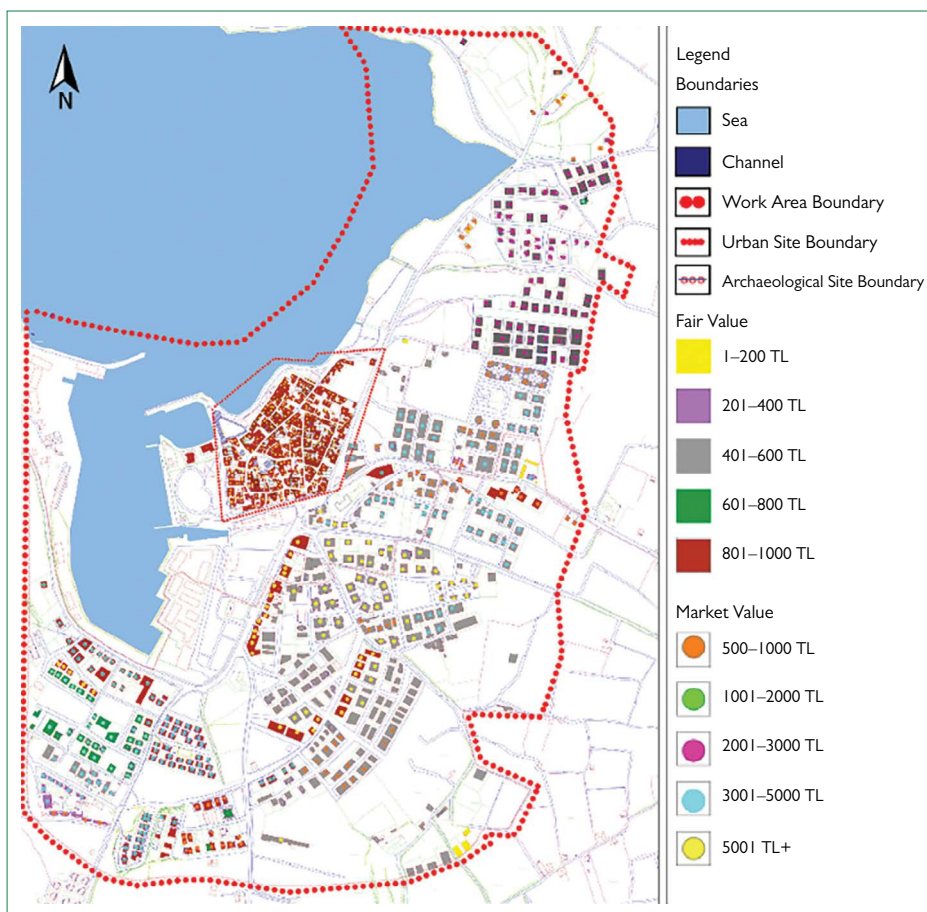 N
Legend
Boundaries
Sea
Channel
Work Area Boundary
Urban Site Boundary
Archaeological Site Boundary
Fair Value
1–200 TL
201–400 TL
401–600 TL
601–800 TL
801–1000 TL
Market Value
500–1000 TL
1001–2000 TL
2001–3000 TL
3001–5000 TL
5001 TL+